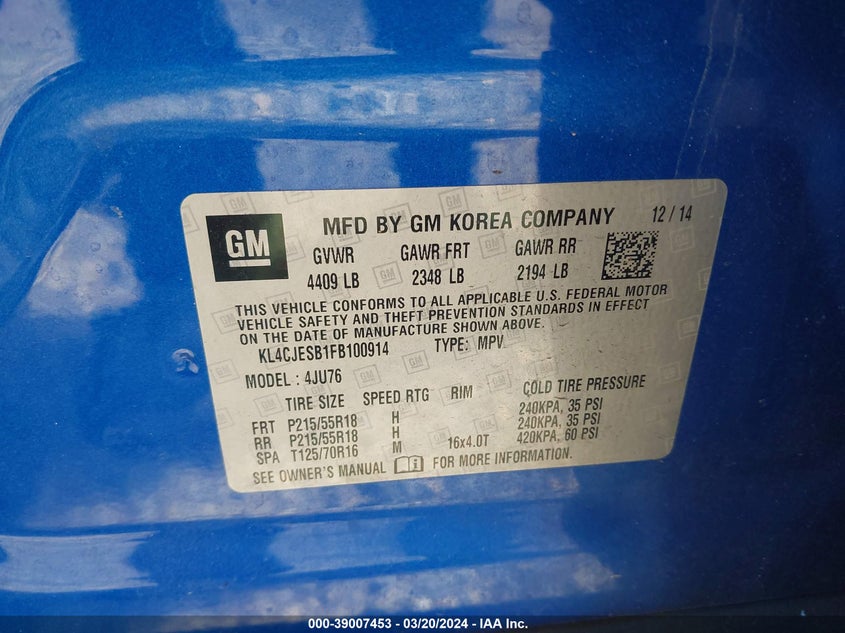 GM MFD BY GM KOREA COMPANY 12/14
GVWR GAWR FRT GAWR RR
4409 LB 2348 LB 2194 LB
THIS VEHICLE CONFORMS TO ALL APPLICABLE U.S. FEDERAL MOTOR
VEHICLE SAFETY AND THEFT PREVENTION STANDARDS IN EFFECT
ON THE DATE OF MANUFACTURE SHOWN ABOVE.
KL4CJESB1FB100914 TYPE: MPV
MODEL : 4JU76
TIRE SIZE SPEED RTG RIM COLD TIRE PRESSURE
FRT P215/55R18 H 240KPA, 35 PSI
RR P215/55R18 H 240KPA, 35 PSI
SPA T125/70R16 M 16x4.0T 420KPA, 60 PSI
SEE OWNER'S MANUAL FOR MORE INFORMATION.
000-39007453 - 03/20/2024 - IAA Inc.